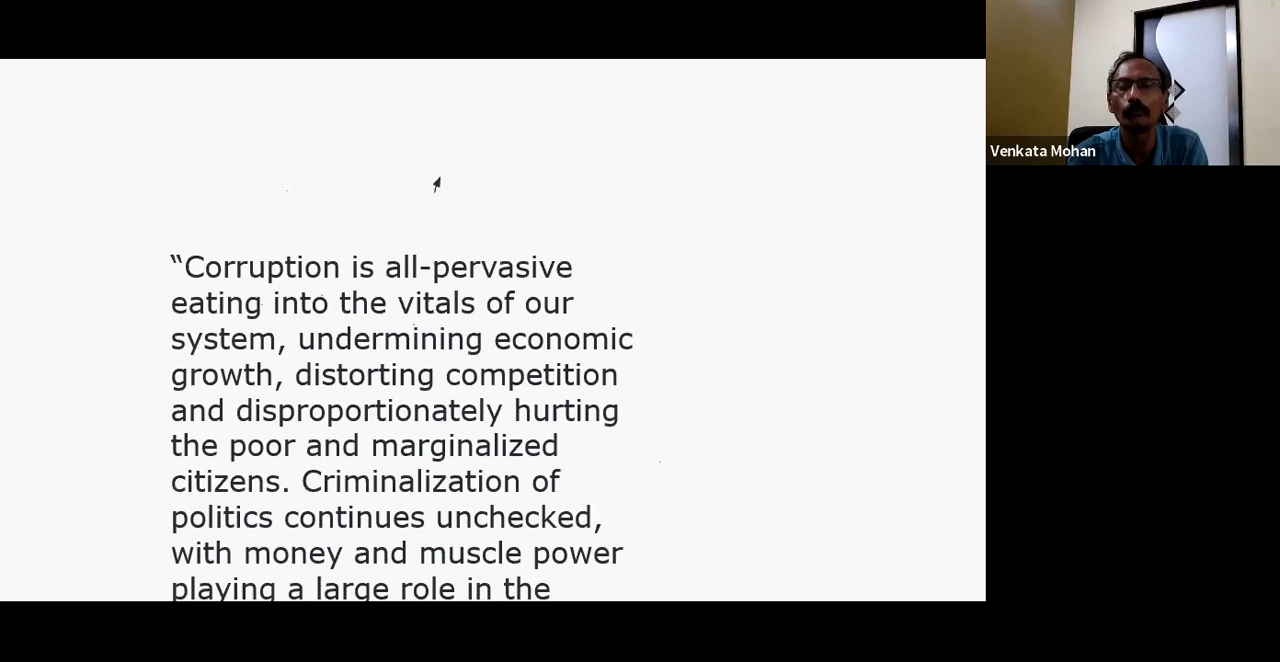 “Corruption is all-pervasive
eating into the vitals of our
system, undermining economic
growth, distorting competition
and disproportionately hurting
the poor and marginalized
citizens. Criminalization of
politics continues unchecked,
with money and muscle power
playing a large role in the
Venkata Mohan